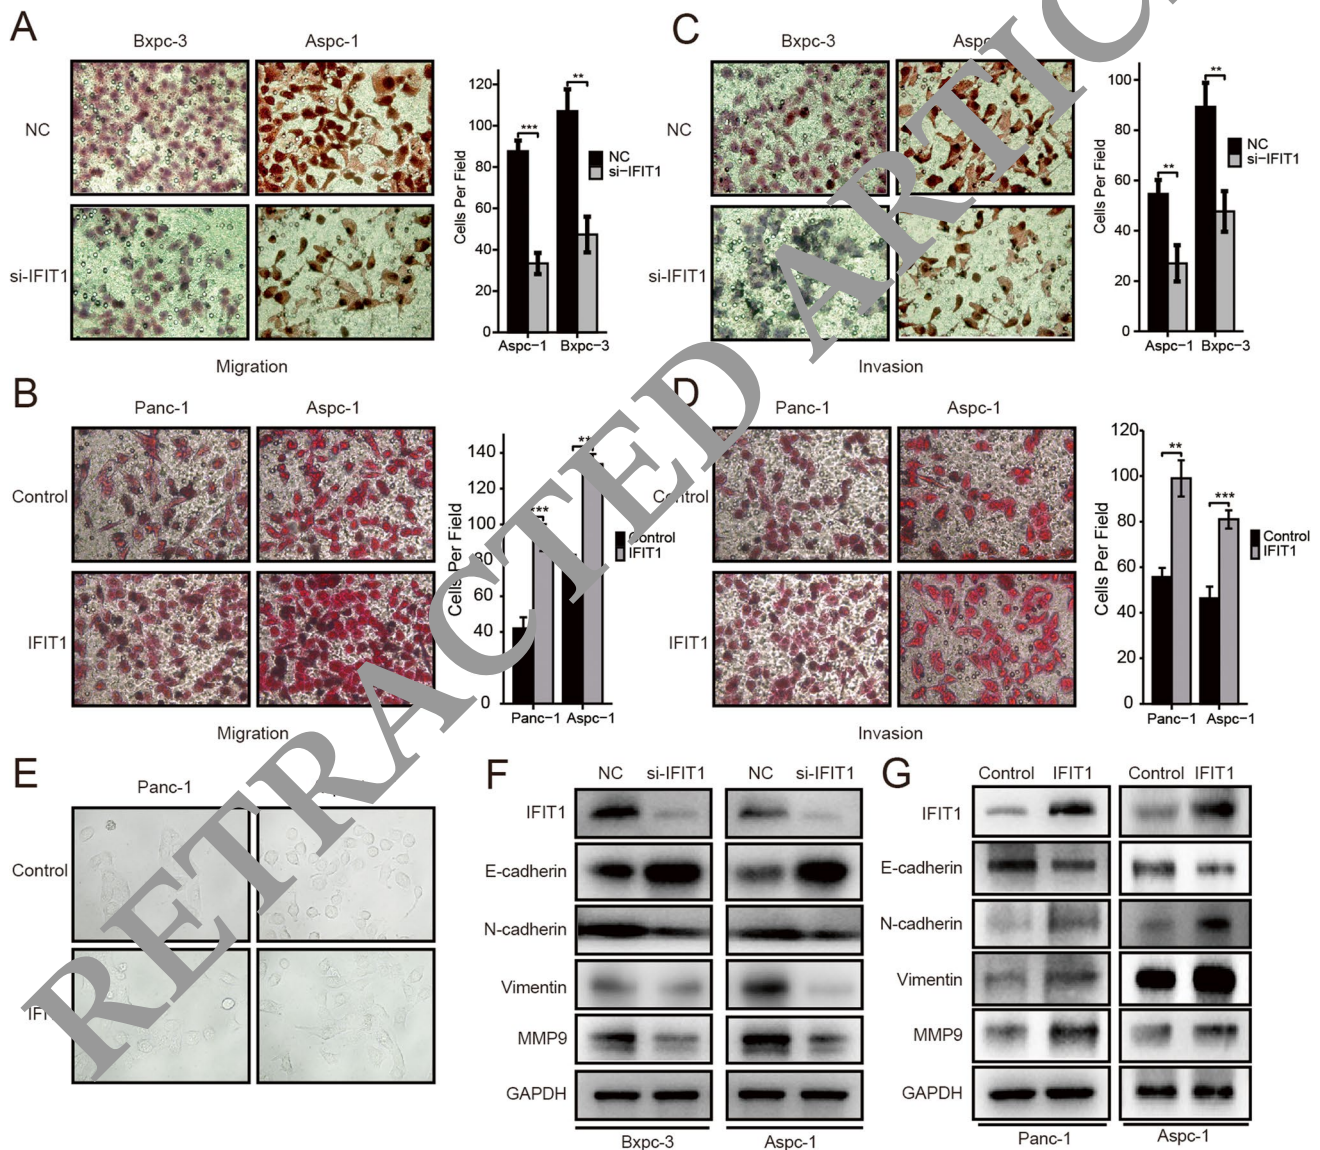 RETRACTED ARTICLE
A
Bxpc-3 Aspc-1
NC
si-IFIT1
Migration
120
100
80
60
40
20
0
Cells Per Field
***
**
NC
si-IFIT1
Aspc-1 Bxpc-3
C
Bxpc-3
NC
si-IFIT1
Invasion
100
80
60
40
20
0
Cells Per Field
**
**
NC
si-IFIT1
Aspc-1 Bxpc-3
B
Panc-1 Aspc-1
Control
IFIT1
Migration
140
120
100
80
60
40
0
Cells Per Field
***
Control
IFIT1
Panc-1 Aspc-1
D
Panc-1 Aspc-1
Control
IFIT1
Invasion
120
100
80
60
40
20
0
Cells Per Field
**
***
Control
IFIT1
Panc-1 Aspc-1
E
Panc-1
Control
F
NC si-IFIT1 NC si-IFIT1
IFIT1
E-cadherin
N-cadherin
Vimentin
MMP9
GAPDH
Bxpc-3 Aspc-1
G
Control IFIT1 Control IFIT1
IFIT1
E-cadherin
N-cadherin
Vimentin
MMP9
GAPDH
Panc-1 Aspc-1